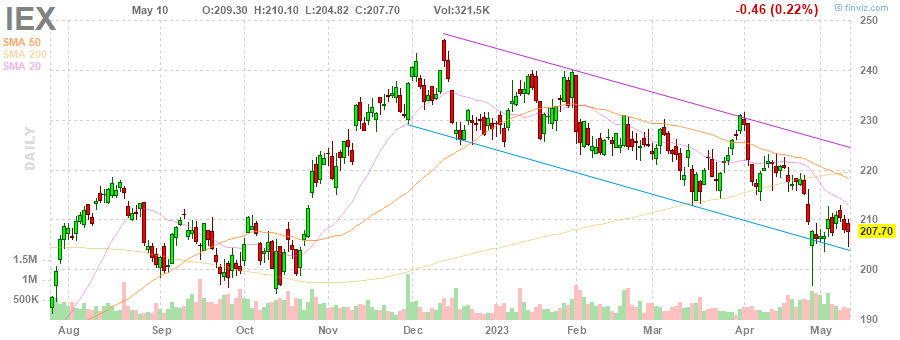 IEX May 10 O:209.30 H:210.10 L:204.82 C:207.70 Vol:321.5K -0.46 (0.22%) finviz.com
SMA 50
SMA 200
SMA 20
DAILY
250
240
230
220
210
207.70
200
190
1.5M
1M
500K
Aug Sep Oct Nov Dec 2023 Feb Mar Apr May